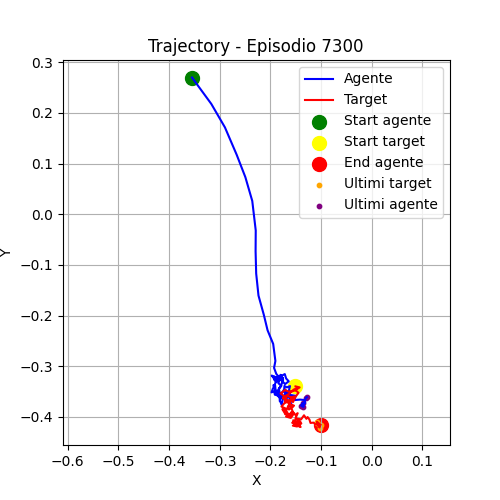 Trajectory - Episodio 7300
Agente
Target
Start agente
Start target
End agente
Ultimi target
Ultimi agente
Y
0.3
0.2
0.1
0.0
−0.1
−0.2
−0.3
−0.4
−0.6
−0.5
−0.4
−0.3
−0.2
−0.1
0.0
0.1
X